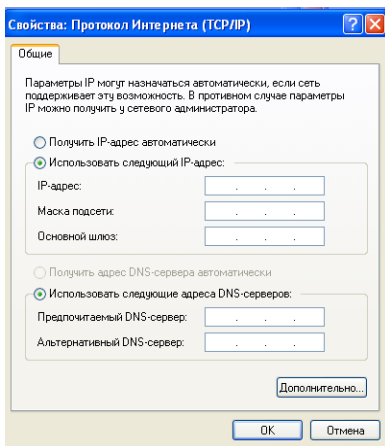 Свойства: Протокол Интернета (TCP/IP)
Общие
Параметры IP могут назначаться автоматически, если сеть
поддерживает эту возможность. В противном случае параметры
IP можно получить у сетевого администратора.
Получить IP-адрес автоматически
Использовать следующий IP-адрес:
IP-адрес:
Маска подсети:
Основной шлюз:
Получить адрес DNS-сервера автоматически
Использовать следующие адреса DNS-серверов:
Предпочитаемый DNS-сервер:
Альтернативный DNS-сервер:
Дополнительно...
OK Отмена